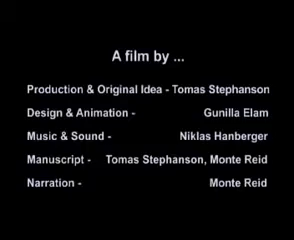 A film by ...
Production & Original Idea - Tomas Stephanson
Design & Animation - Gunilla Elam
Music & Sound - Niklas Hanberger
Manuscript - Tomas Stephanson, Monte Reid
Narration - Monte Reid